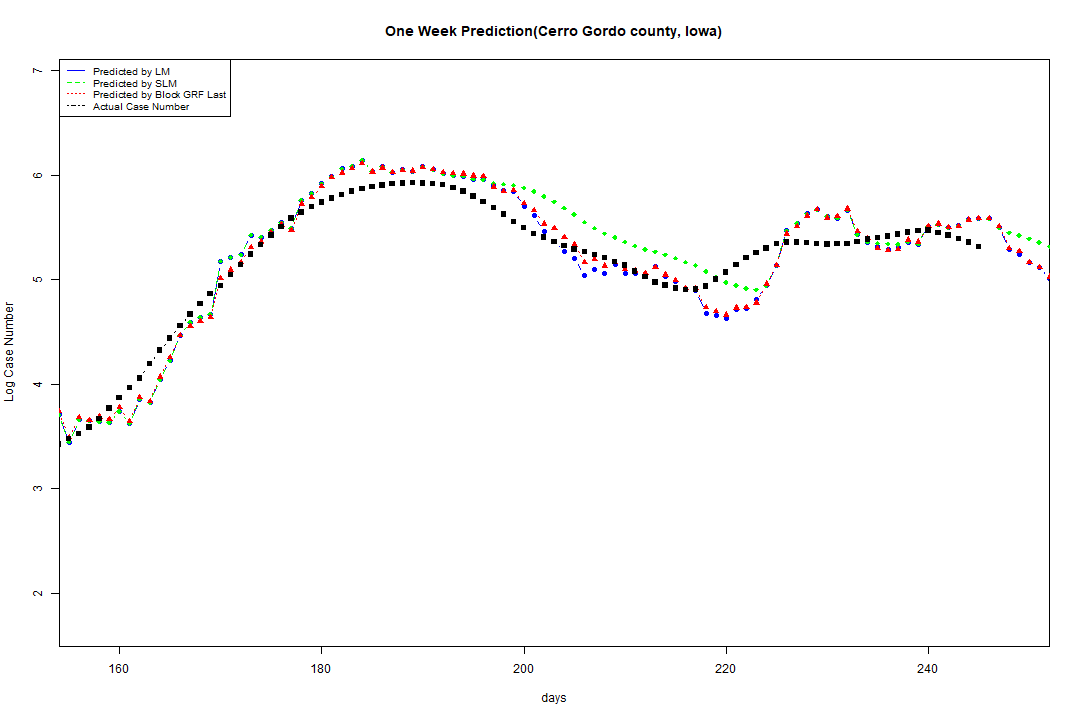 One Week Prediction(Cerro Gordo county, Iowa)
Predicted by LM
Predicted by SLM
Predicted by Block GRF Last
Actual Case Number
7
6
5
4
3
2
Log Case Number
160 180 200 220 240
days